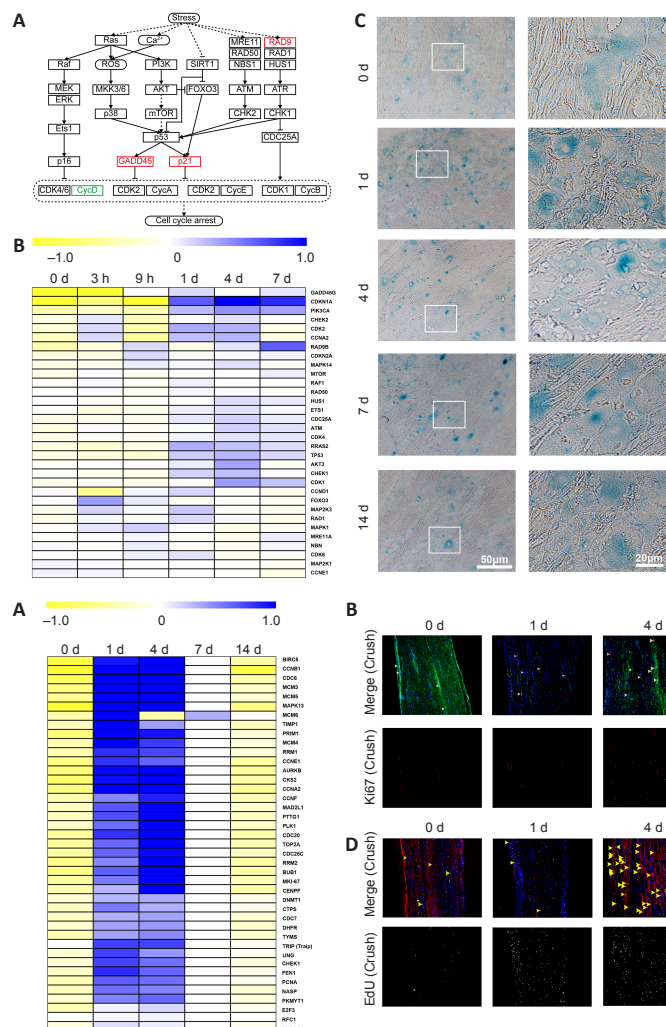 A
Stress
Ras
Ca²⁺
MRE11
RAD9
RAD50
RAD1
Raf
ROS
PI3K
SIRT1
NBS1
HUS1
MEK
MKK3/6
AKT
FOXO3
ATM
ATR
ERK
p38
mTOR
CHK2
CHK1
Ets1
p53
CDC25A
p16
GADD45
p21
CDK4/6
CycD
CDK2
CycA
CDK2
CycE
CDK1
CycB
Cell cycle arrest
B
−1.0
0
1.0
0 d
3 h
9 h
1 d
4 d
7 d
GADD45G
CDKN1A
PIK3CA
CHEK2
CDK2
CCNA2
RAD9B
CDKN2A
MAPK14
MTOR
RAF1
RAD50
HUS1
ETS1
CDC25A
ATM
CDK4
RRAS2
TP53
AKT3
CHEK1
CDK1
CCND1
FOXO3
MAP2K3
RAD1
MAPK1
MRE11A
NBN
CDK6
MAP2K1
CCNE1
C
0 d
1 d
4 d
7 d
14 d
50μm
20μm
A
−1.0
0
1.0
0 d
1 d
4 d
7 d
14 d
BIRC5
CCNB1
CDC6
MCM3
MCM5
MAPK13
MCM6
TIMP1
PRIM1
MCM4
RRM1
CCNE1
AURKB
CKS2
CCNA2
CCNF
MAD2L1
PTTG1
PLK1
CDC20
TOP2A
CDC25C
RRM2
BUB1
MKI-67
CENPF
DNMT1
CTPS
CDC7
DHFR
TYMS
TRIP (Traip)
UNG
CHEK1
FEN1
PCNA
NASP
PKMYT1
E2F3
RFC1
B
0 d
1 d
4 d
Merge (Crush)
Ki67 (Crush)
D
0 d
1 d
4 d
Merge (Crush)
EdU (Crush)